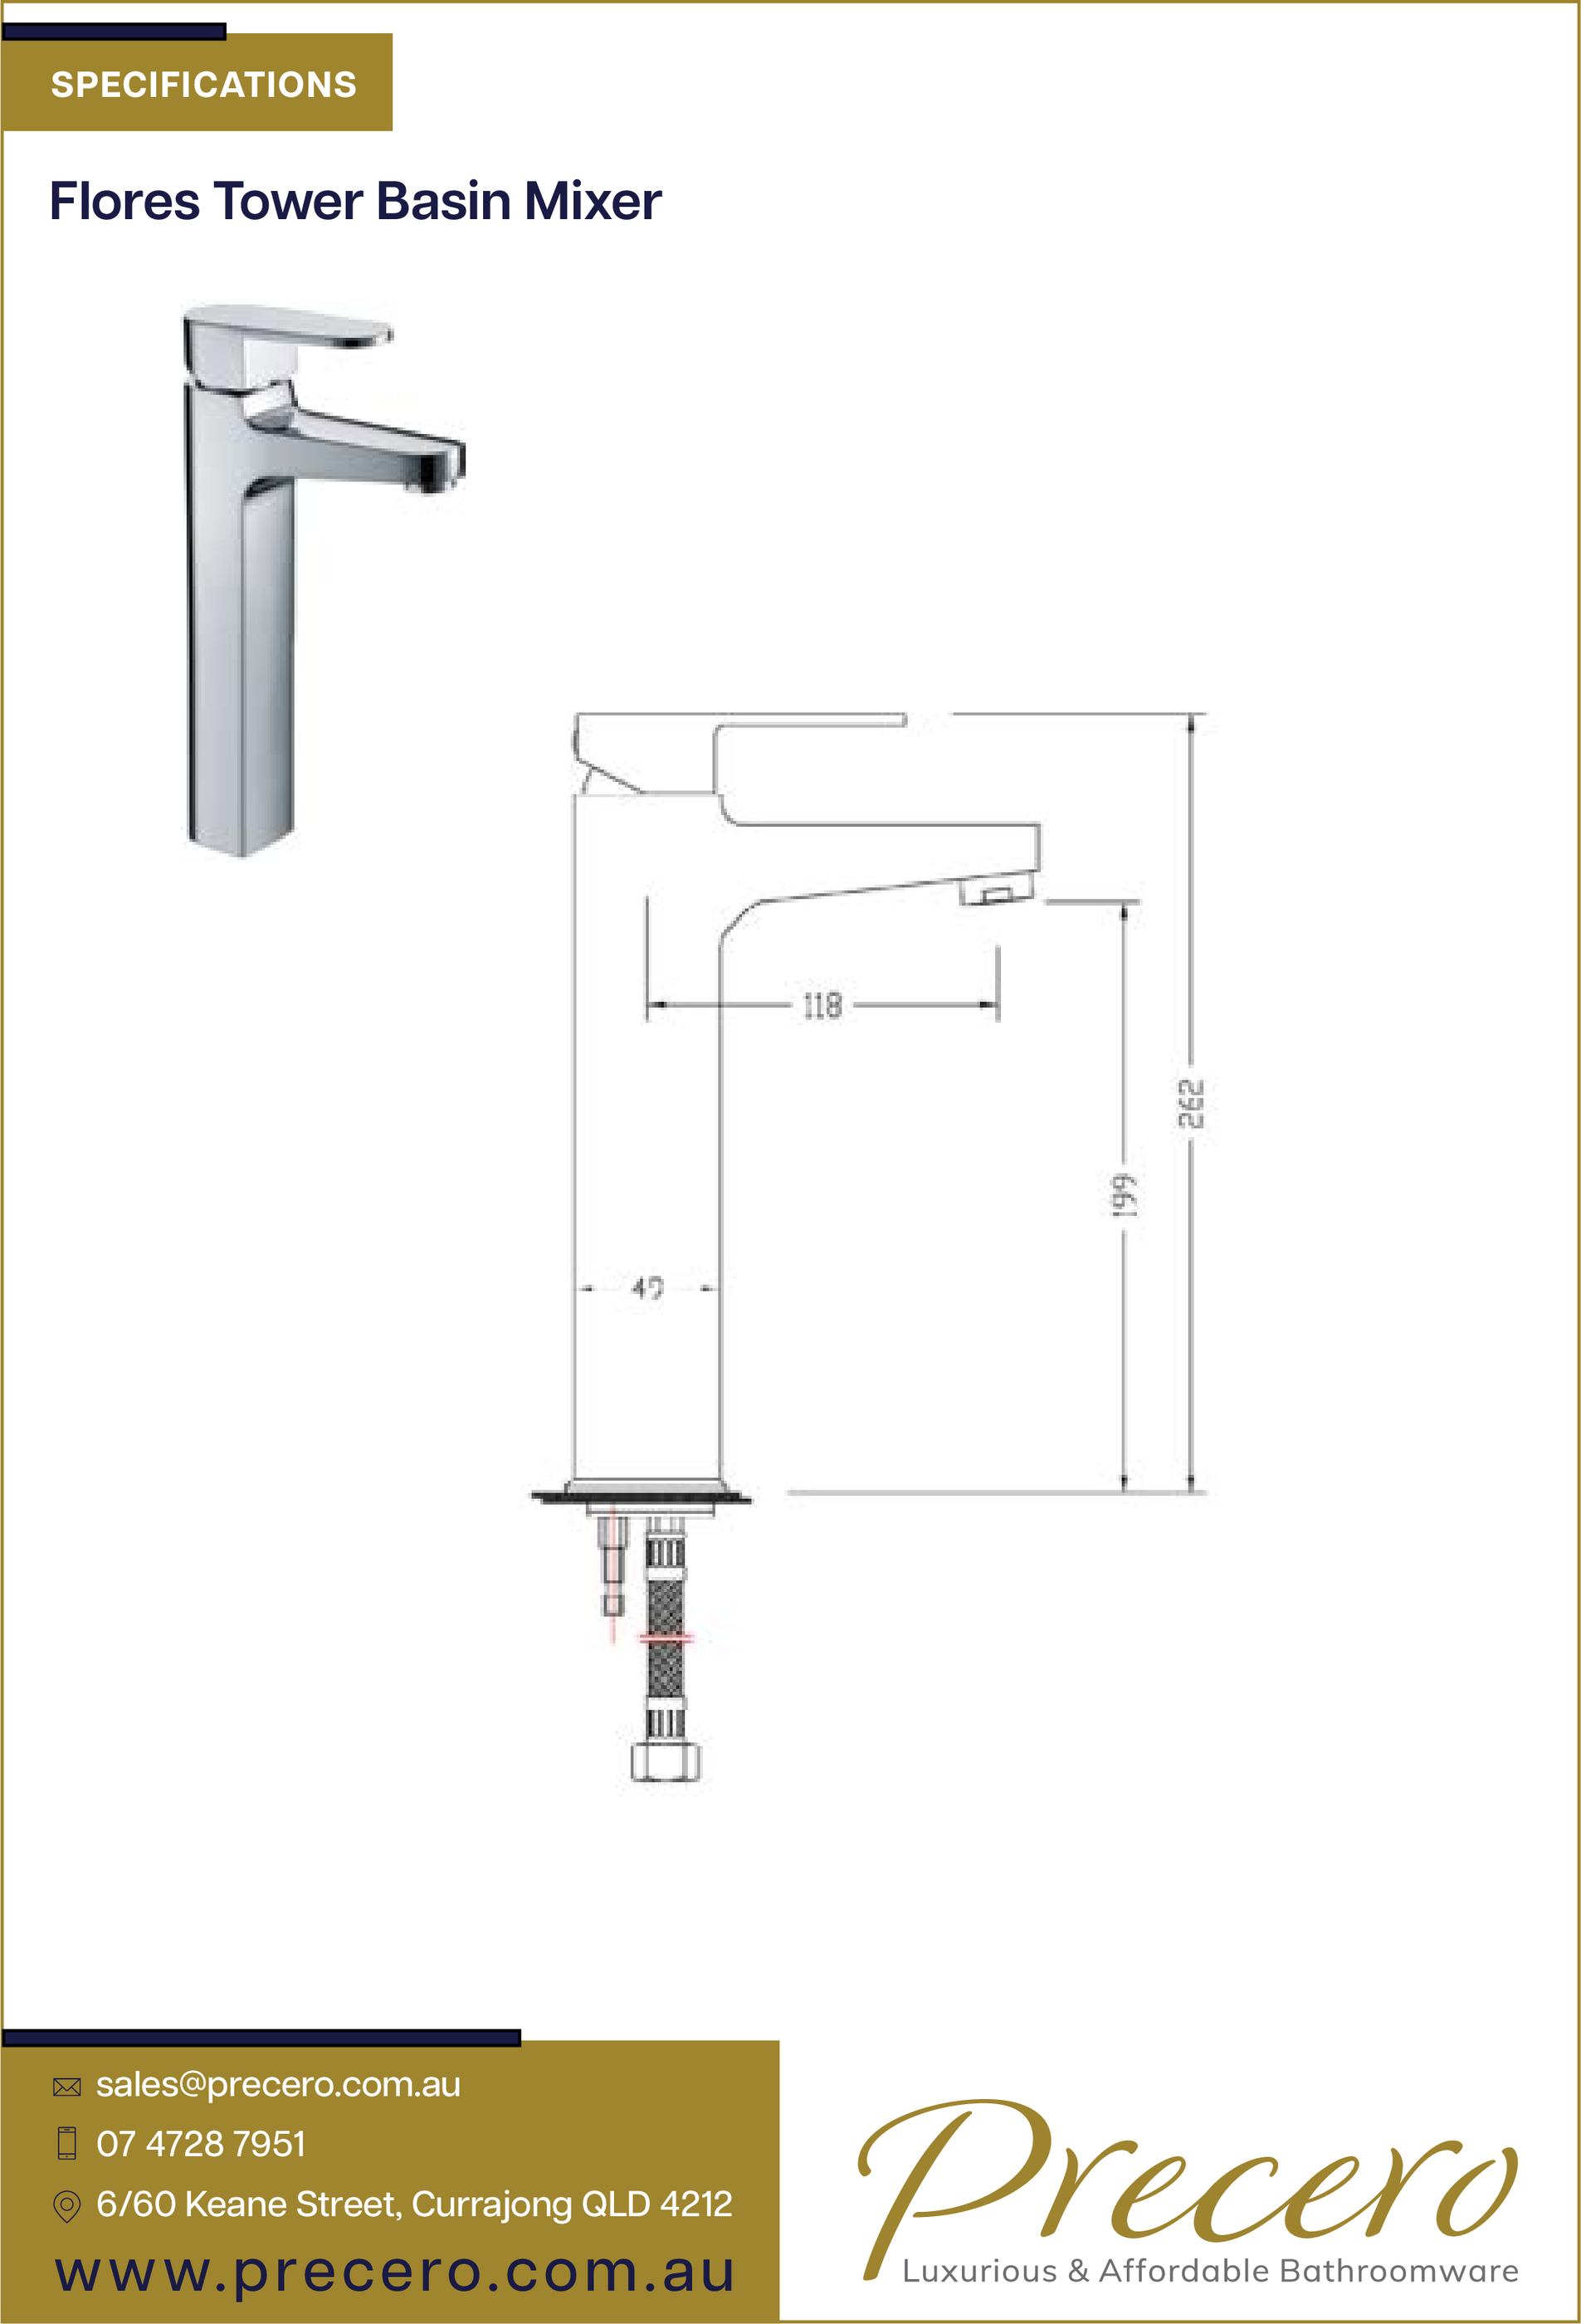 SPECIFICATIONS
Flores Tower Basin Mixer
118
262
199
sales@precero.com.au
07 4728 7951
6/60 Keane Street, Currajong QLD 4212
www.precero.com.au
Precero
Luxurious & Affordable Bathroomware